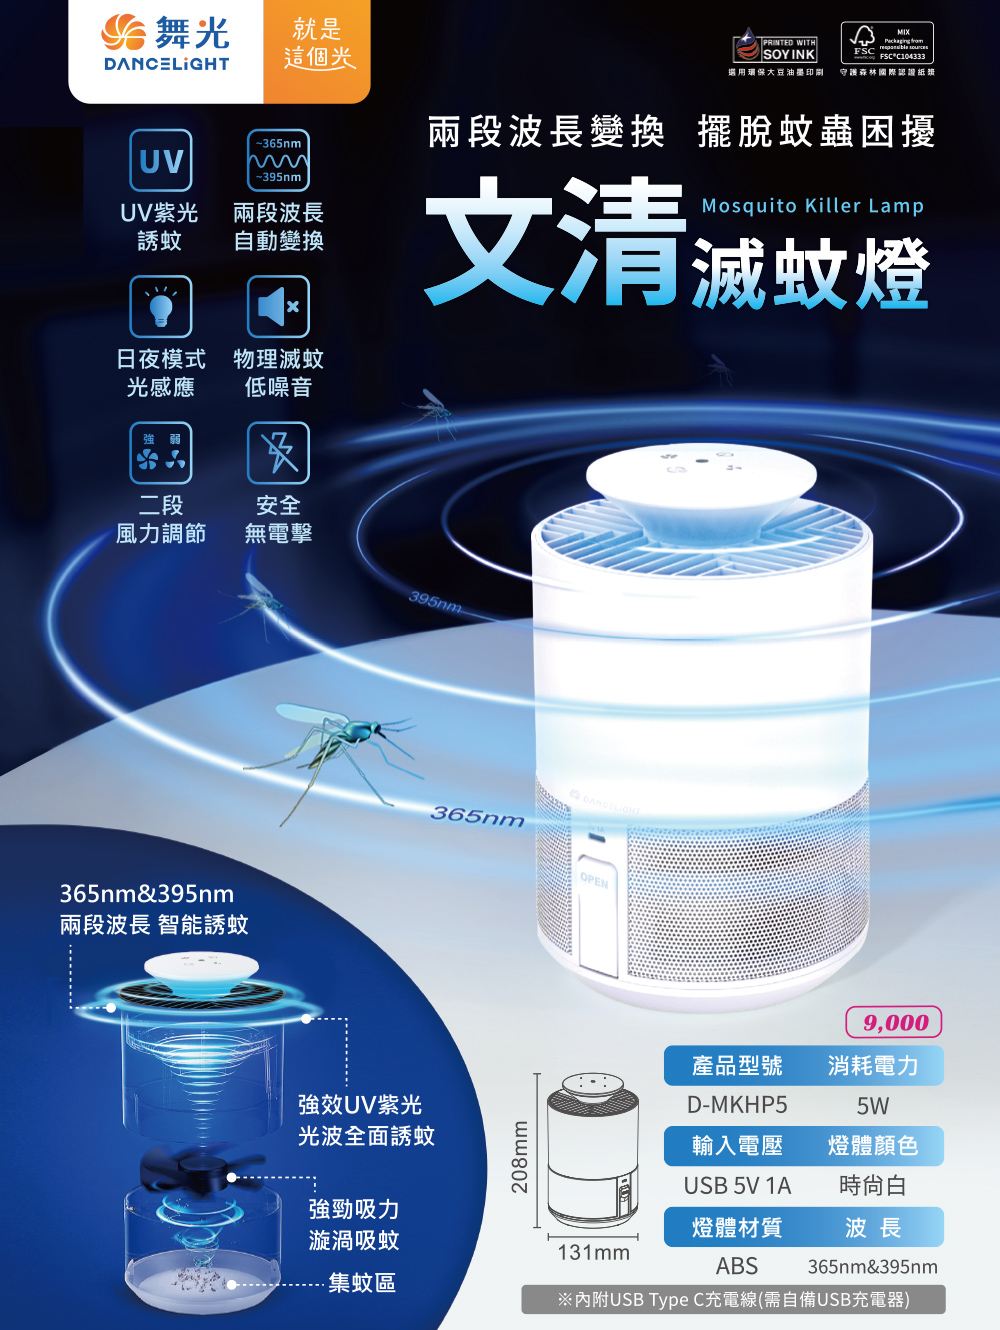 舞光
DANCELiGHT
就是
這個光
PRINTED WITH
SOY INK
選用環保大豆油墨印刷
FSC
www.fsc.org
MIX
Packaging from
responsible sources
FSC®C104333
守護森林國際認證紙漿
兩段波長變換 擺脫蚊蟲困擾
文清滅蚊燈
Mosquito Killer Lamp
UV
UV紫光
誘蚊
~365nm
~395nm
兩段波長
自動變換
日夜模式
光感應
物理滅蚊
低噪音
強 弱
二段
風力調節
安全
無電擊
395nm
365nm
DANCELIGHT
OPEN
365nm&395nm
兩段波長 智能誘蚊
強效UV紫光
光波全面誘蚊
強勁吸力
漩渦吸蚊
集蚊區
208mm
131mm
9,000
產品型號 消耗電力
D-MKHP5 5W
輸入電壓 燈體顏色
USB 5V 1A 時尚白
燈體材質 波 長
ABS 365nm&395nm
※內附USB Type C充電線(需自備USB充電器)